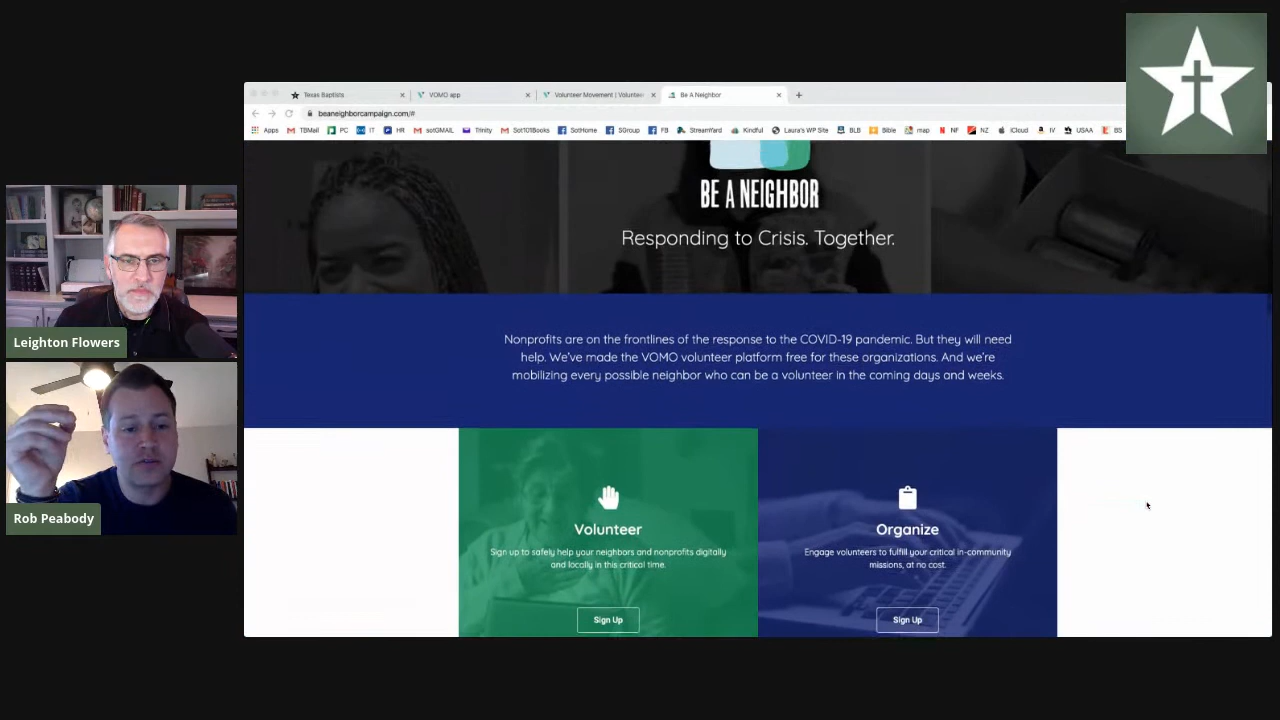 Texas Baptists
VOMO app
Volunteer Movement | Voluntee
Be A Neighbor
beaneighborcampaign.com/#
Apps TBMail PC IT HR sotGMAIL Trinity Sot101Books SotHome SGroup FB StreamYard Kindful Laura's WP Site BLB Bible map NF NZ iCloud IV USAA BS
BE A NEIGHBOR
Responding to Crisis. Together.
Nonprofits are on the frontlines of the response to the COVID-19 pandemic. But they will need
help. We've made the VOMO volunteer platform free for these organizations. And we're
mobilizing every possible neighbor who can be a volunteer in the coming days and weeks.
Volunteer
Sign up to safely help your neighbors and nonprofits digitally
and locally in this critical time.
Sign Up
Organize
Engage volunteers to fulfill your critical in-community
missions, at no cost.
Sign Up
Leighton Flowers
Rob Peabody